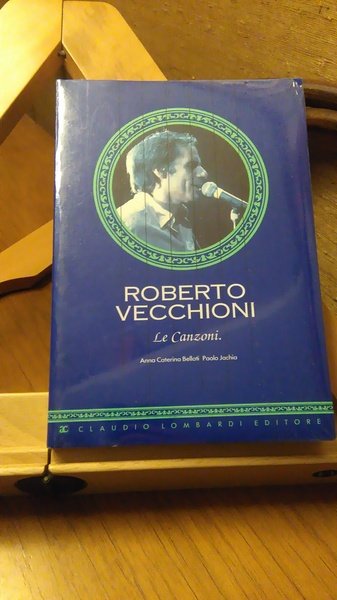 ROBERTO
VECCHIONI
Le Canzoni.
Anna Caterina Bellati Paolo Jachia
CLAUDIO LOMBARDI EDITORE